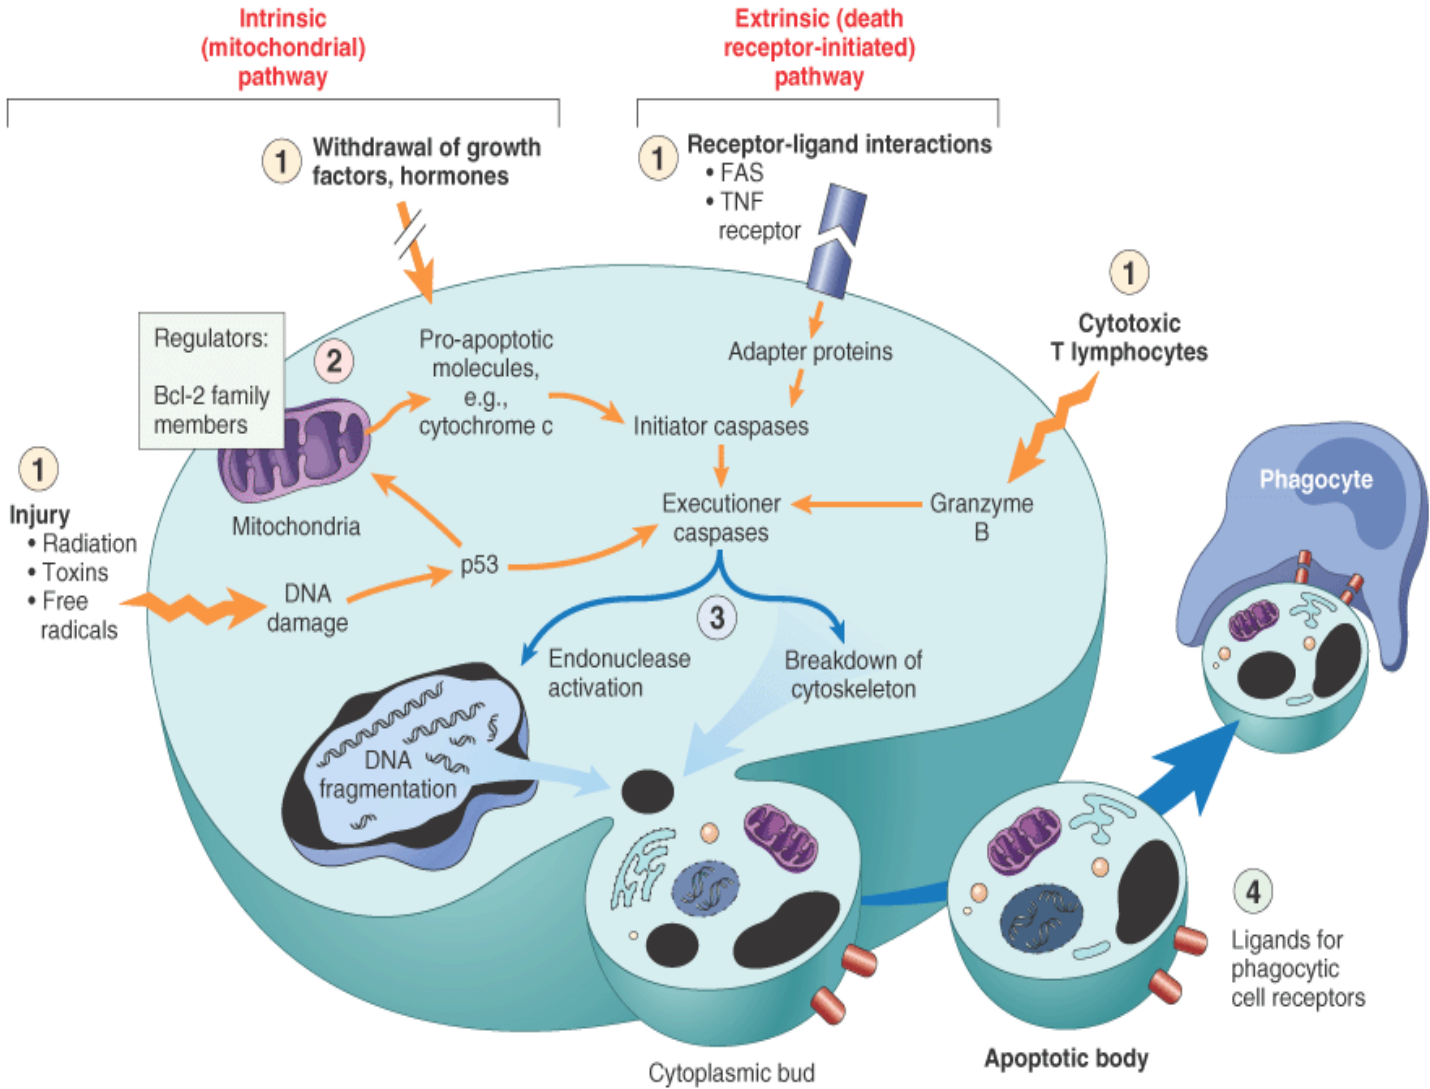 Intrinsic
(mitochondrial)
pathway
Extrinsic (death
receptor-initiated)
pathway
1
Withdrawal of growth
factors, hormones
1
Receptor-ligand interactions
• FAS
• TNF
receptor
1
Cytotoxic
T lymphocytes
Regulators:
Bcl-2 family
members
2
Pro-apoptotic
molecules,
e.g.,
cytochrome c
Adapter proteins
Initiator caspases
1
Injury
• Radiation
• Toxins
• Free
radicals
Mitochondria
Executioner
caspases
Granzyme
B
Phagocyte
p53
DNA
damage
3
Endonuclease
activation
Breakdown of
cytoskeleton
DNA
fragmentation
4
Ligands for
phagocytic
cell receptors
Cytoplasmic bud
Apoptotic body